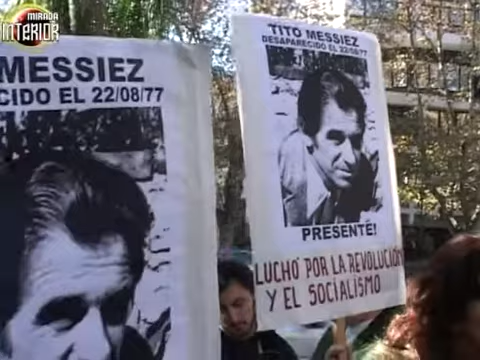 MIRADA
INTERIOR
MESSIEZ
CIDO EL 22/08/77
TITO MESSIEZ
DESAPARECIDO EL 22/08/77
PRESENTE!
LUCHÓ POR LA REVOLUCIÓN
Y EL SOCIALISMO